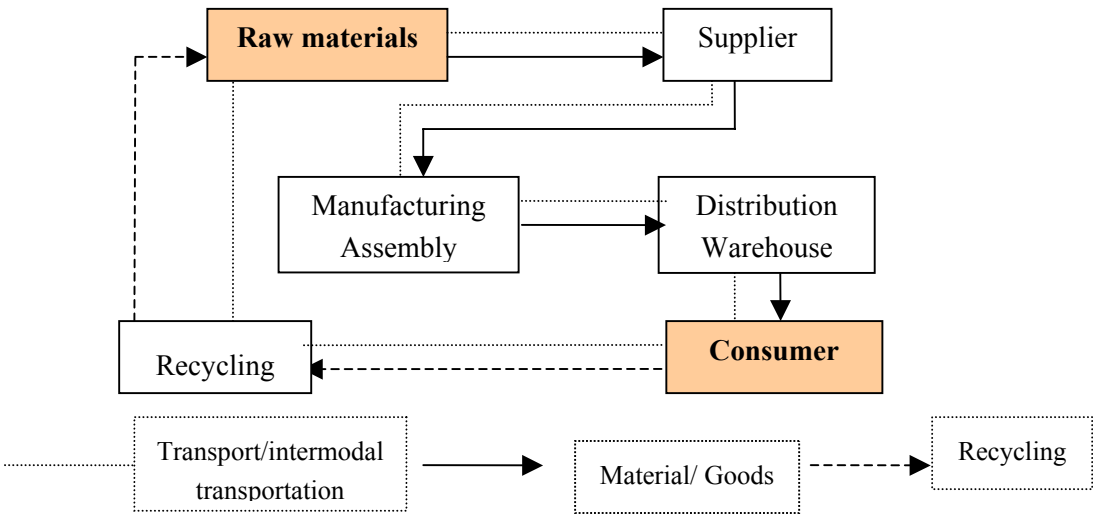 Raw materials
Supplier
Manufacturing
Assembly
Distribution
Warehouse
Recycling
Consumer
Transport/intermodal
transportation
Material/ Goods
Recycling